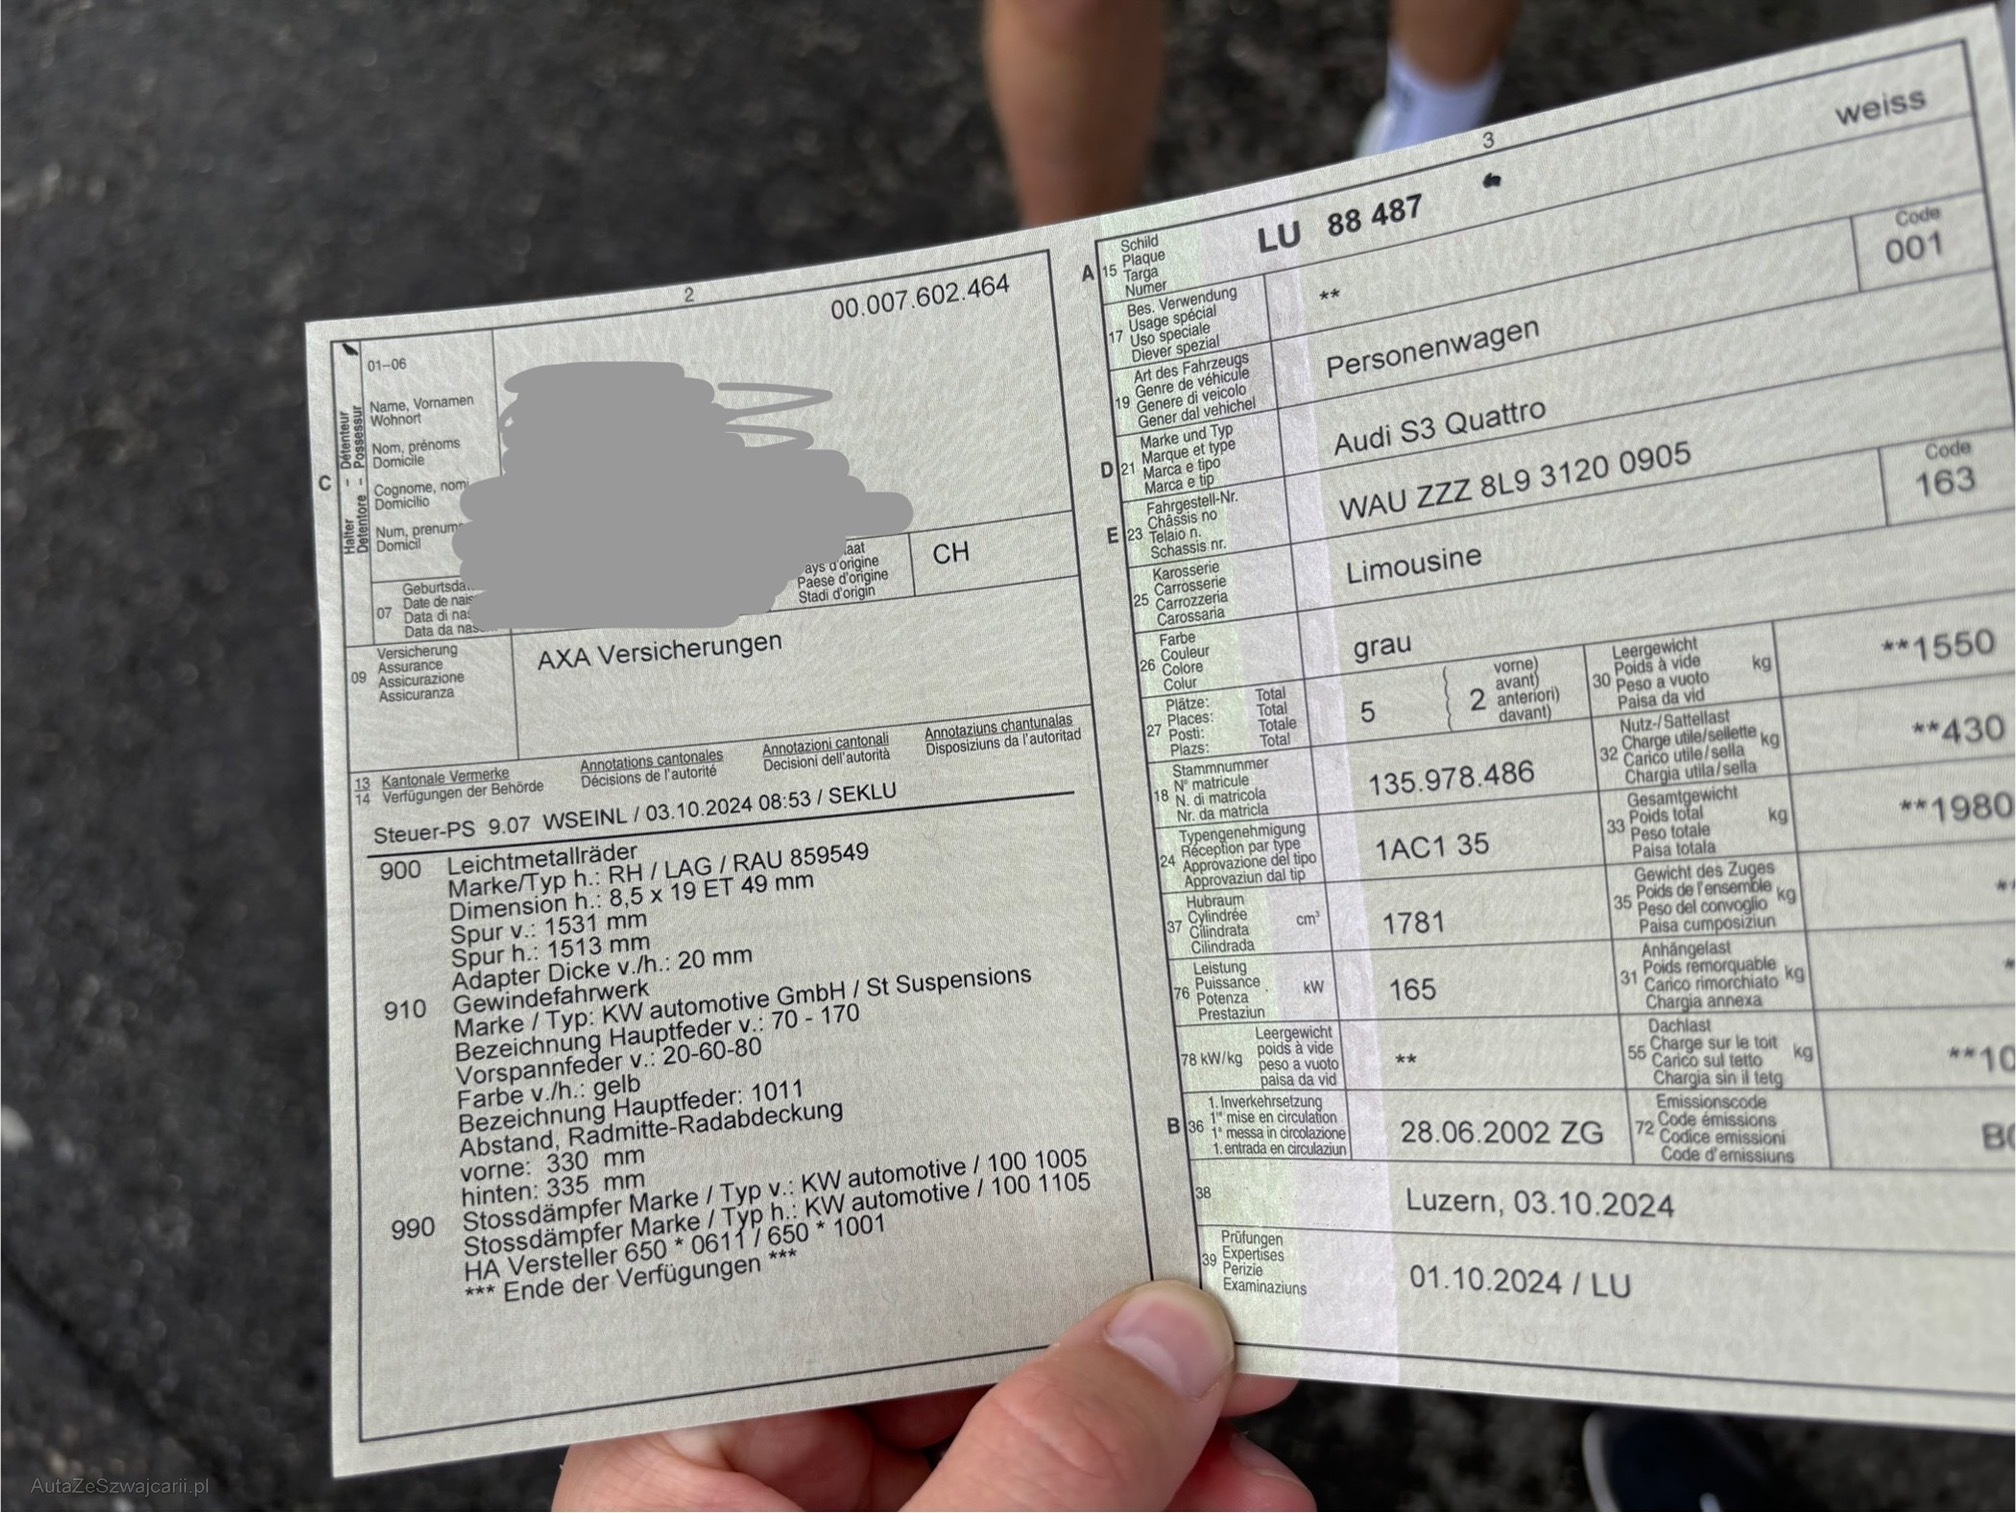 2
00.007.602.464
C
Halter - Détenteur
Detentore - Possessur
01–06
Name, Vornamen
Wohnort
Nom, prénoms
Domicile
Cognome, nom
Domicilio
Num, prenum
Domicil
07
Geburtsda
Date de nais
Data di na
Data da nas
aat
ays d'origine
Paese d'origine
Stadi d'origin
CH
09
Versicherung
Assurance
Assicurazione
Assicuranza
AXA Versicherungen
13 Kantonale Vermerke Annotations cantonales Annotazioni cantonali Annotaziuns chantunalas
14 Verfügungen der Behörde Décisions de l'autorité Decisioni dell'autorità Disposiziuns da l'autoritad
Steuer-PS 9.07 WSEINL / 03.10.2024 08:53 / SEKLU
900 Leichtmetallräder
Marke/Typ h.: RH / LAG / RAU 859549
Dimension h.: 8,5 x 19 ET 49 mm
Spur v.: 1531 mm
Spur h.: 1513 mm
Adapter Dicke v./h.: 20 mm
910 Gewindefahrwerk
Marke / Typ: KW automotive GmbH / St Suspensions
Bezeichnung Hauptfeder v.: 70 - 170
Vorspannfeder v.: 20-60-80
Farbe v./h.: gelb
Bezeichnung Hauptfeder: 1011
Abstand, Radmitte-Radabdeckung
vorne: 330 mm
hinten: 335 mm
990 Stossdämpfer Marke / Typ v.: KW automotive / 100 1005
Stossdämpfer Marke / Typ h.: KW automotive / 100 1105
HA Versteller 650 * 0611 / 650 * 1001
*** Ende der Verfügungen ***
3
A 15
Schild
Plaque
Targa
Numer
LU 88 487
weiss
17
Bes. Verwendung
Usage spécial
Uso speciale
Diever spezial
**
19
Art des Fahrzeugs
Genre de véhicule
Genere di veicolo
Gener dal vehichel
Personenwagen
Code
001
D 21
Marke und Typ
Marque et type
Marca e tipo
Marca e tip
Audi S3 Quattro
E 23
Fahrgestell-Nr.
Châssis no
Telaio n.
Schassis nr.
WAU ZZZ 8L9 3120 0905
25
Karosserie
Carrosserie
Carrozzeria
Carossaria
Limousine
Code
163
26
Farbe
Couleur
Colore
Colur
grau
27
Plätze: Total
Places: Total
Posti: Totale
Plazs: Total
5
2
vorne)
avant)
anteriori)
davant)
30
Leergewicht
Poids à vide
Peso a vuoto
Paisa da vid
kg
**1550
18
Stammnummer
N° matricule
N. di matricola
Nr. da matricla
135.978.486
32
Nutz-/Sattellast
Charge utile/sellette
Carico utile/sella
Chargia utila/sella
kg
**430
24
Typengenehmigung
Réception par type
Approvazione del tipo
Approvaziun dal tip
1AC1 35
33
Gesamtgewicht
Poids total
Peso totale
Paisa totala
kg
**1980
37
Hubraum
Cylindrée
Cilindrata
Cilindrada
cm³
1781
35
Gewicht des Zuges
Poids de l'ensemble
Peso del convoglio
Paisa cumposiziun
kg
76
Leistung
Puissance
Potenza
Prestaziun
kW
165
31
Anhängelast
Poids remorquable
Carico rimorchiato
Chargia annexa
kg
78 kW/kg
Leergewicht
poids à vide
peso a vuoto
paisa da vid
**
55
Dachlast
Charge sur le toit
Carico sul tetto
Chargia sin il tetg
kg
**10
B 36
1. Inverkehrsetzung
1re mise en circulation
1a messa in circolazione
1. entrada en circulaziun
28.06.2002 ZG
72
Emissionscode
Code émissions
Codice emissioni
Code d'emissiuns
38
Luzern, 03.10.2024
39
Prüfungen
Expertises
Perizie
Examinaziuns
01.10.2024 / LU
AutaZeSzwajcarii.pl